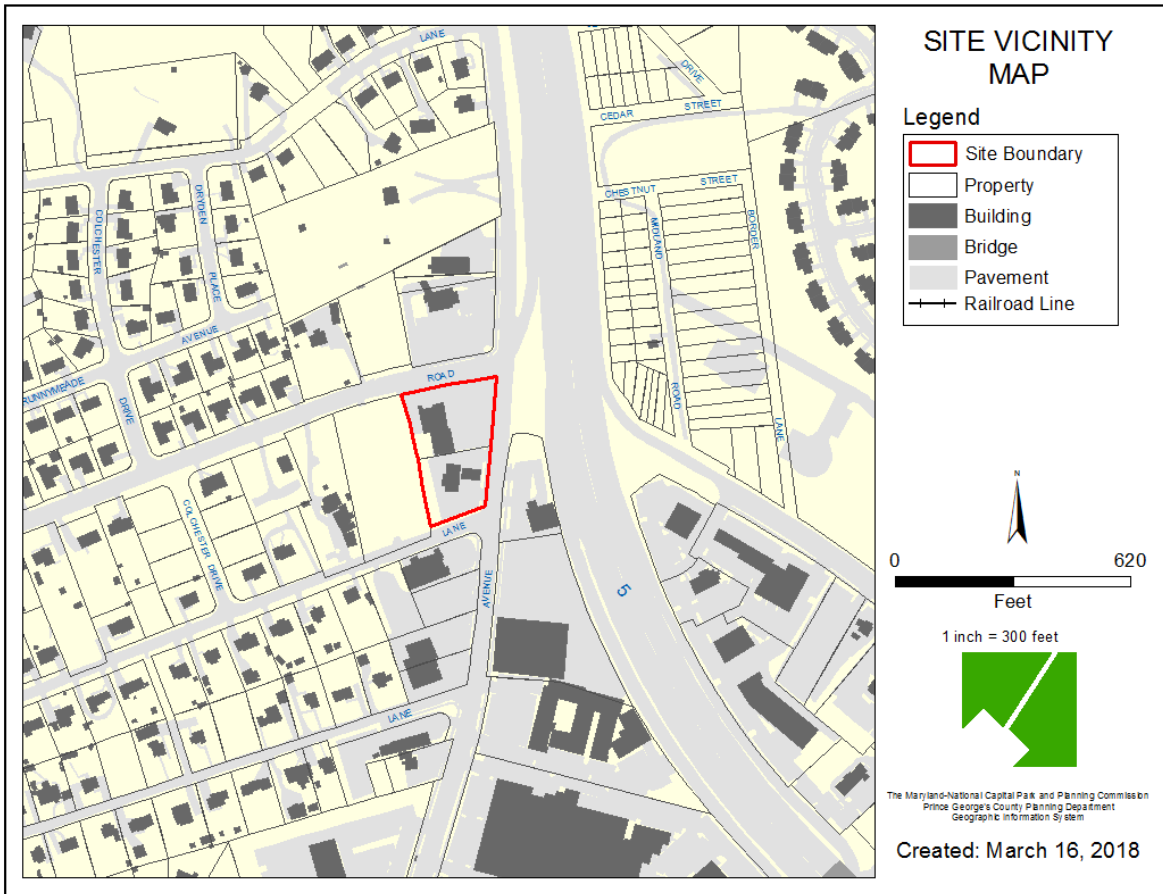 SITE VICINITY
MAP
Legend
Site Boundary
Property
Building
Bridge
Pavement
Railroad Line
N
0 620
Feet
1 inch = 300 feet
The Maryland-National Capital Park and Planning Commission
Prince George's County Planning Department
Geographic Information System
Created: March 16, 2018
LANE
DRIVE
CEDAR STREET
CHESTNUT STREET
MIDLAND
ROAD
BORDER
LANE
COLCHESTER
DRIVE
DRYDEN
PLACE
RUNNYMEADE
AVENUE
ROAD
COLCHESTER DRIVE
LANE
AVENUE
5
LANE